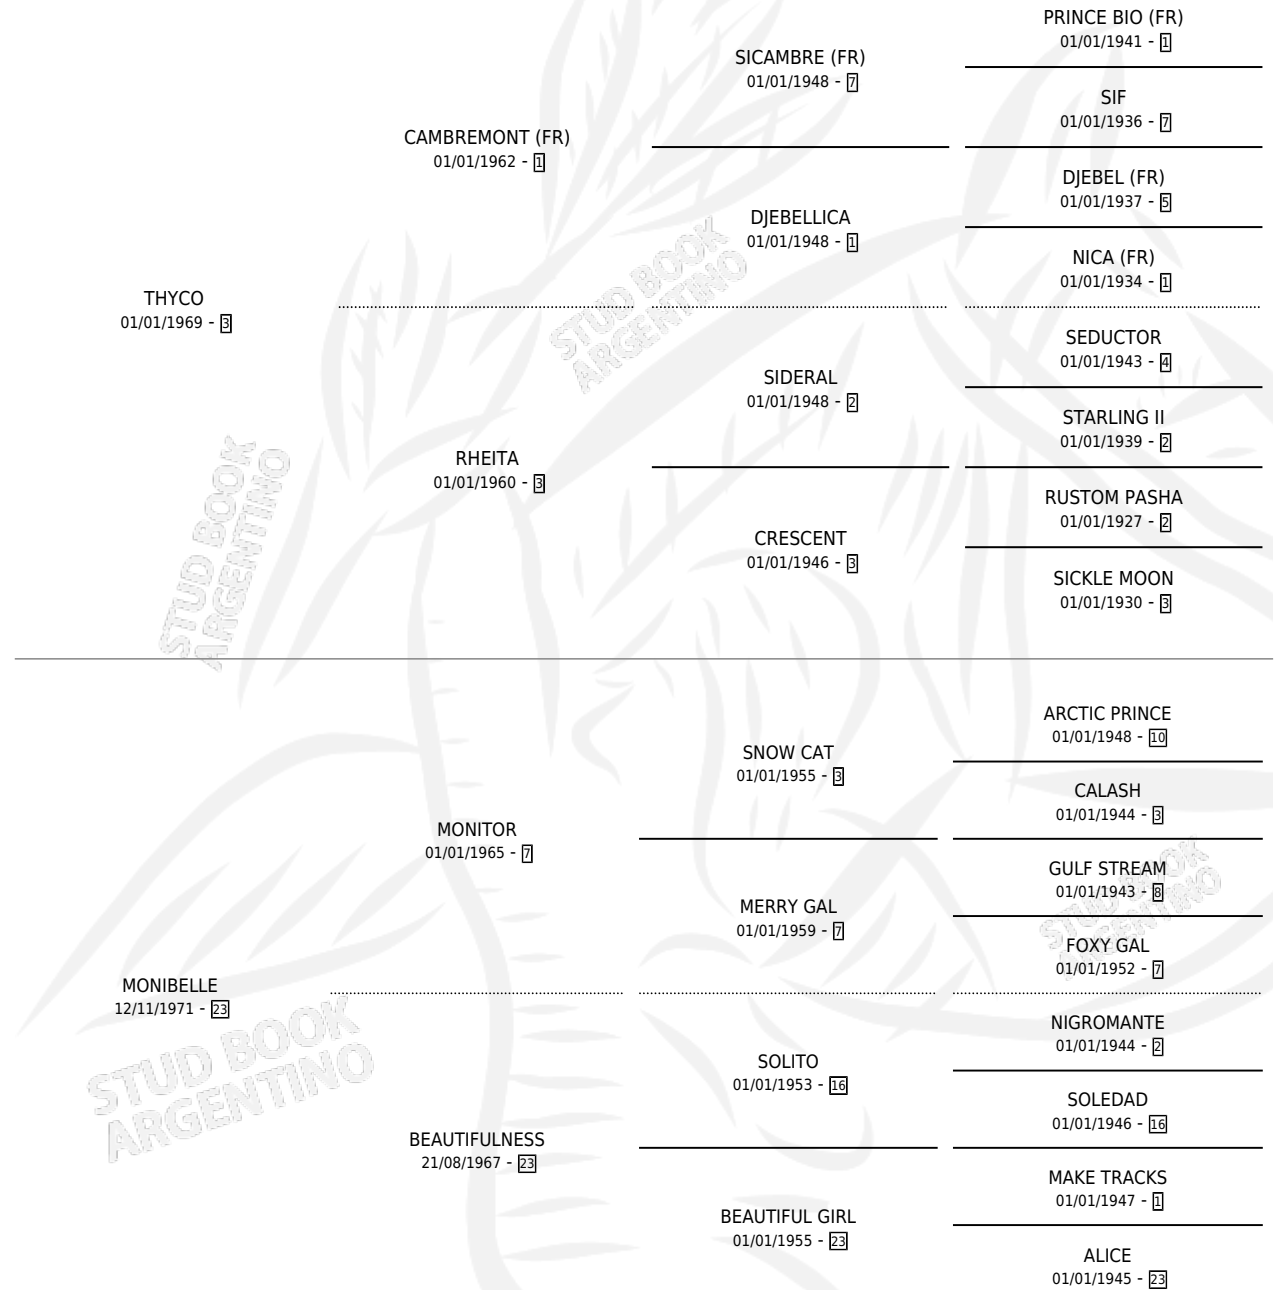 PRINCE BIO (FR)
01/01/1941 - 1
SICAMBRE (FR)
01/01/1948 - 7
SIF
01/01/1936 - 7
CAMBREMONT (FR)
01/01/1962 - 1
DJEBEL (FR)
01/01/1937 - 5
DJEBELLICA
01/01/1948 - 1
NICA (FR)
01/01/1934 - 1
THYCO
01/01/1969 - 3
SEDUCTOR
01/01/1943 - 4
SIDERAL
01/01/1948 - 2
STARLING II
01/01/1939 - 2
RHEITA
01/01/1960 - 3
RUSTOM PASHA
01/01/1927 - 2
CRESCENT
01/01/1946 - 3
SICKLE MOON
01/01/1930 - 3
ARCTIC PRINCE
01/01/1948 - 10
SNOW CAT
01/01/1955 - 3
CALASH
01/01/1944 - 3
MONITOR
01/01/1965 - 7
GULF STREAM
01/01/1943 - 8
MERRY GAL
01/01/1959 - 7
FOXY GAL
01/01/1952 - 7
MONIBELLE
12/11/1971 - 23
NIGROMANTE
01/01/1944 - 2
SOLITO
01/01/1953 - 16
SOLEDAD
01/01/1946 - 16
BEAUTIFULNESS
21/08/1967 - 23
MAKE TRACKS
01/01/1947 - 1
BEAUTIFUL GIRL
01/01/1955 - 23
ALICE
01/01/1945 - 23
STUD BOOK
ARGENTINO
STUD BOOK
ARGENTINO
STUD BOOK
ARGENTINO
STUD BOOK
ARGENTINO